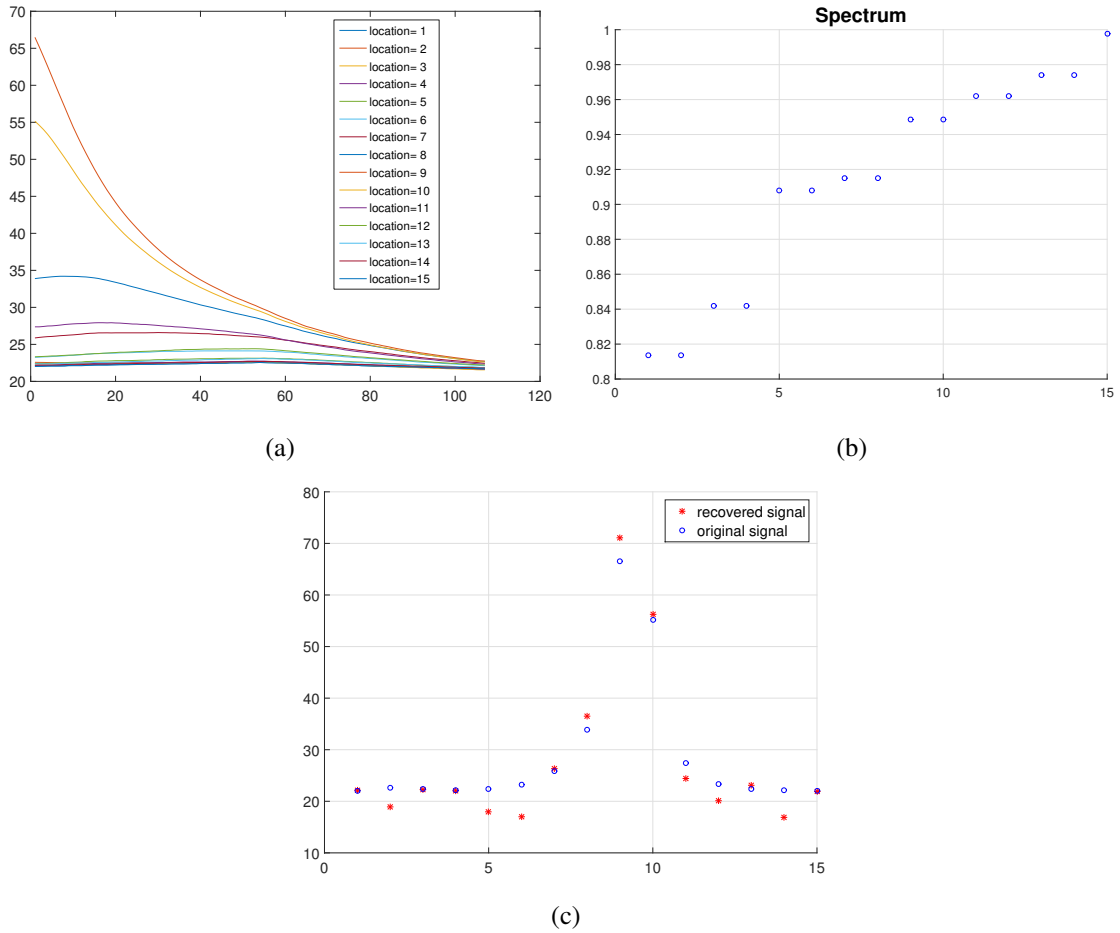 70
65
60
55
50
45
40
35
30
25
20
0 20 40 60 80 100 120
location= 1
location= 2
location= 3
location= 4
location= 5
location= 6
location= 7
location= 8
location= 9
location=10
location=11
location=12
location=13
location=14
location=15
(a)
Spectrum
1
0.98
0.96
0.94
0.92
0.9
0.88
0.86
0.84
0.82
0.8
0 5 10 15
(b)
80
70
60
50
40
30
20
10
0 5 10 15
recovered signal
original signal
(c)